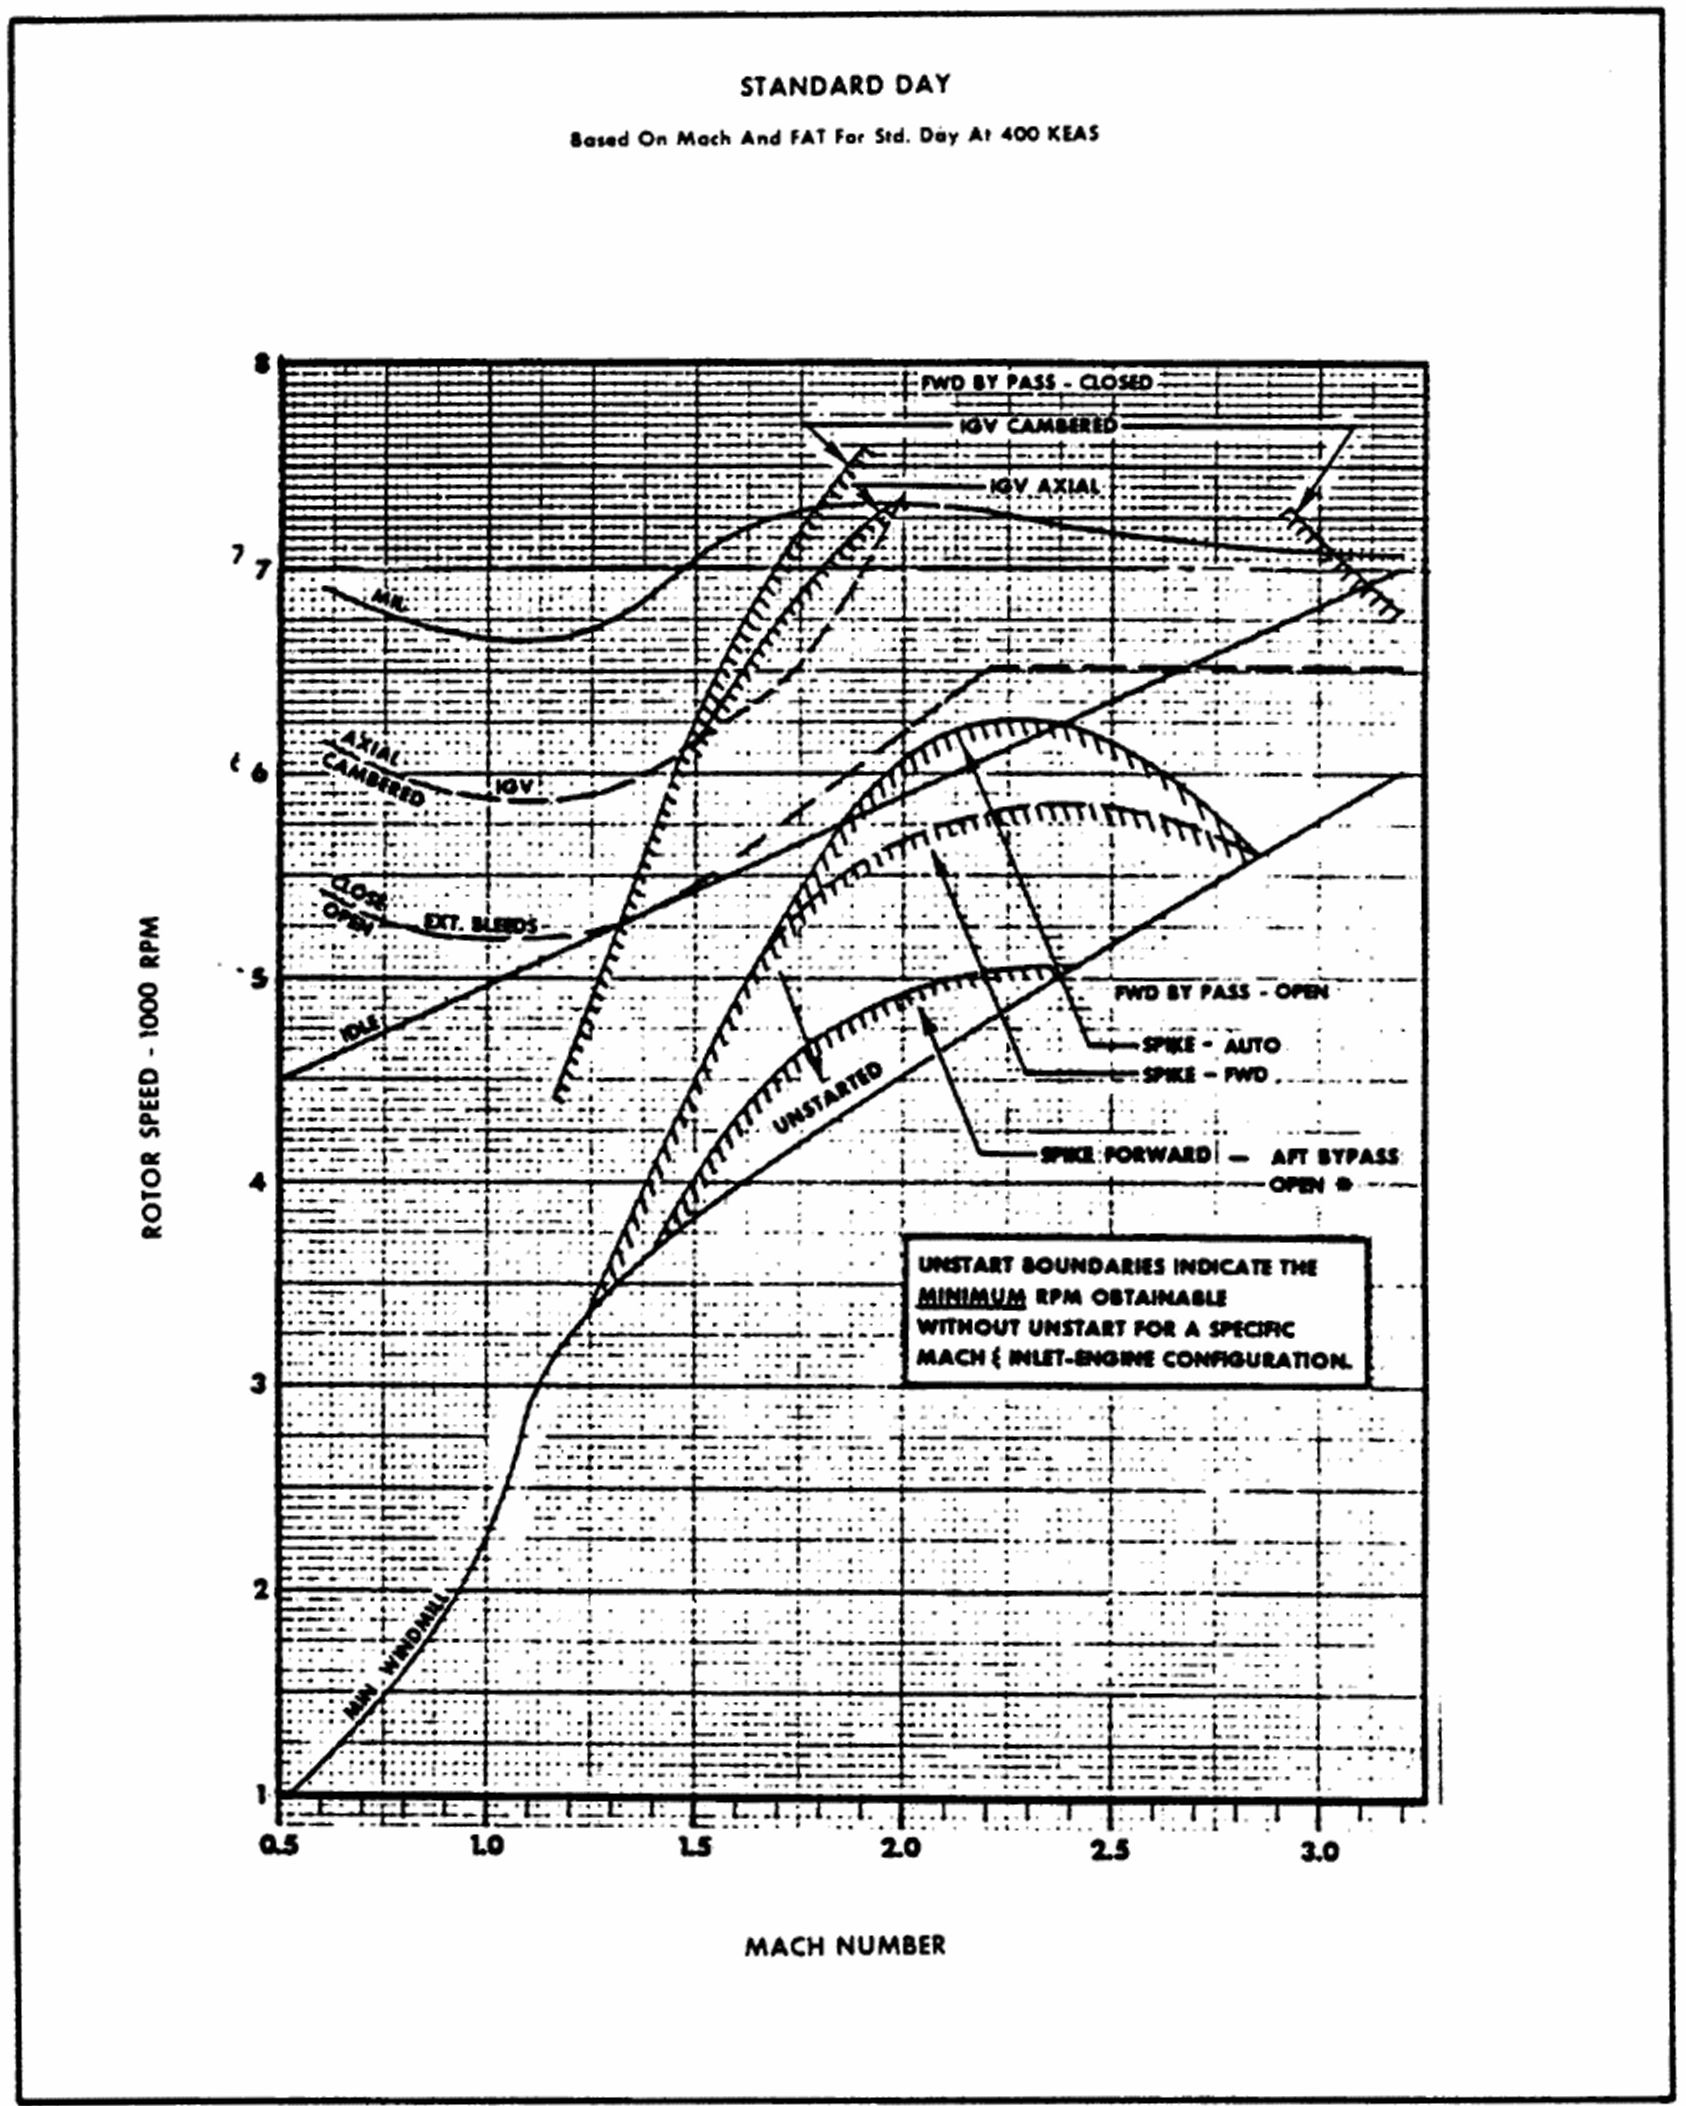 STANDARD DAY
Based On Mach And FAT For Std. Day At 400 KEAS
8
FWD BY PASS - CLOSED
IGV CAMBERED
IGV AXIAL
7
7
MIL
AXIAL
CAMBERED
IGV
6
CLOSE
OPEN
EXT. BLEEDS
5
IDLE
FWD BY PASS - OPEN
SPIKE - AUTO
SPIKE - FWD
UNSTARTED
SPIKE FORWARD — AFT BYPASS
OPEN
4
UNSTART BOUNDARIES INDICATE THE
MINIMUM RPM OBTAINABLE
WITHOUT UNSTART FOR A SPECIFIC
MACH & INLET-ENGINE CONFIGURATION.
3
2
MIN WINDMILL
1
0.5 1.0 1.5 2.0 2.5 3.0
ROTOR SPEED - 1000 RPM
MACH NUMBER